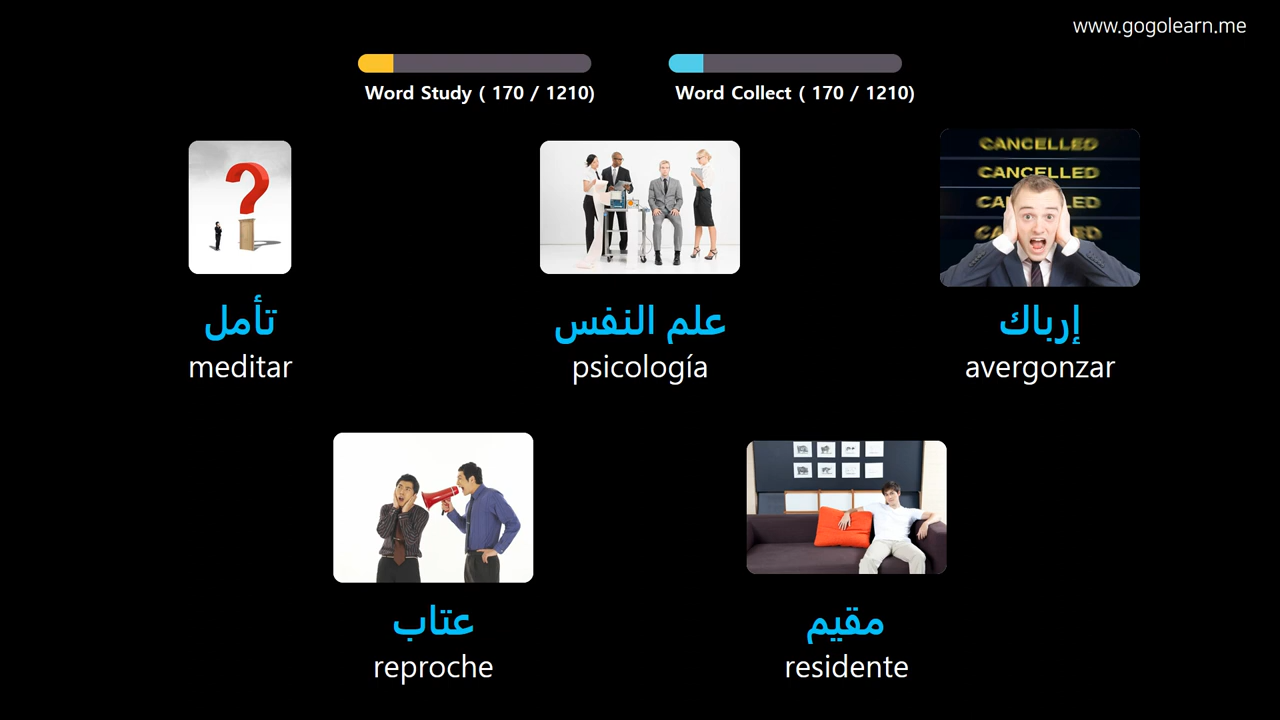 www.gogolearn.me
Word Study ( 170 / 1210)
Word Collect ( 170 / 1210)
CANCELLED
CANCELLED
تأمل
meditar
علم النفس
psicología
إرباك
avergonzar
عتاب
reproche
مقيم
residente